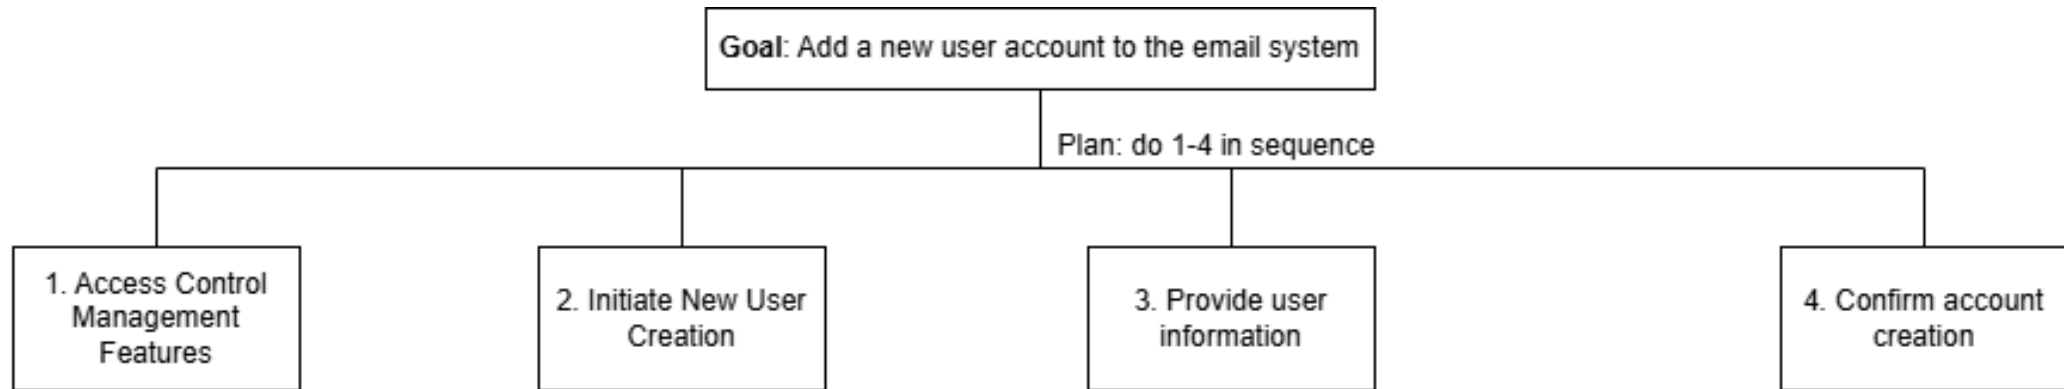 Goal: Add a new user account to the email system
Plan: do 1-4 in sequence
1. Access Control
Management
Features
2. Initiate New User
Creation
3. Provide user
information
4. Confirm account
creation